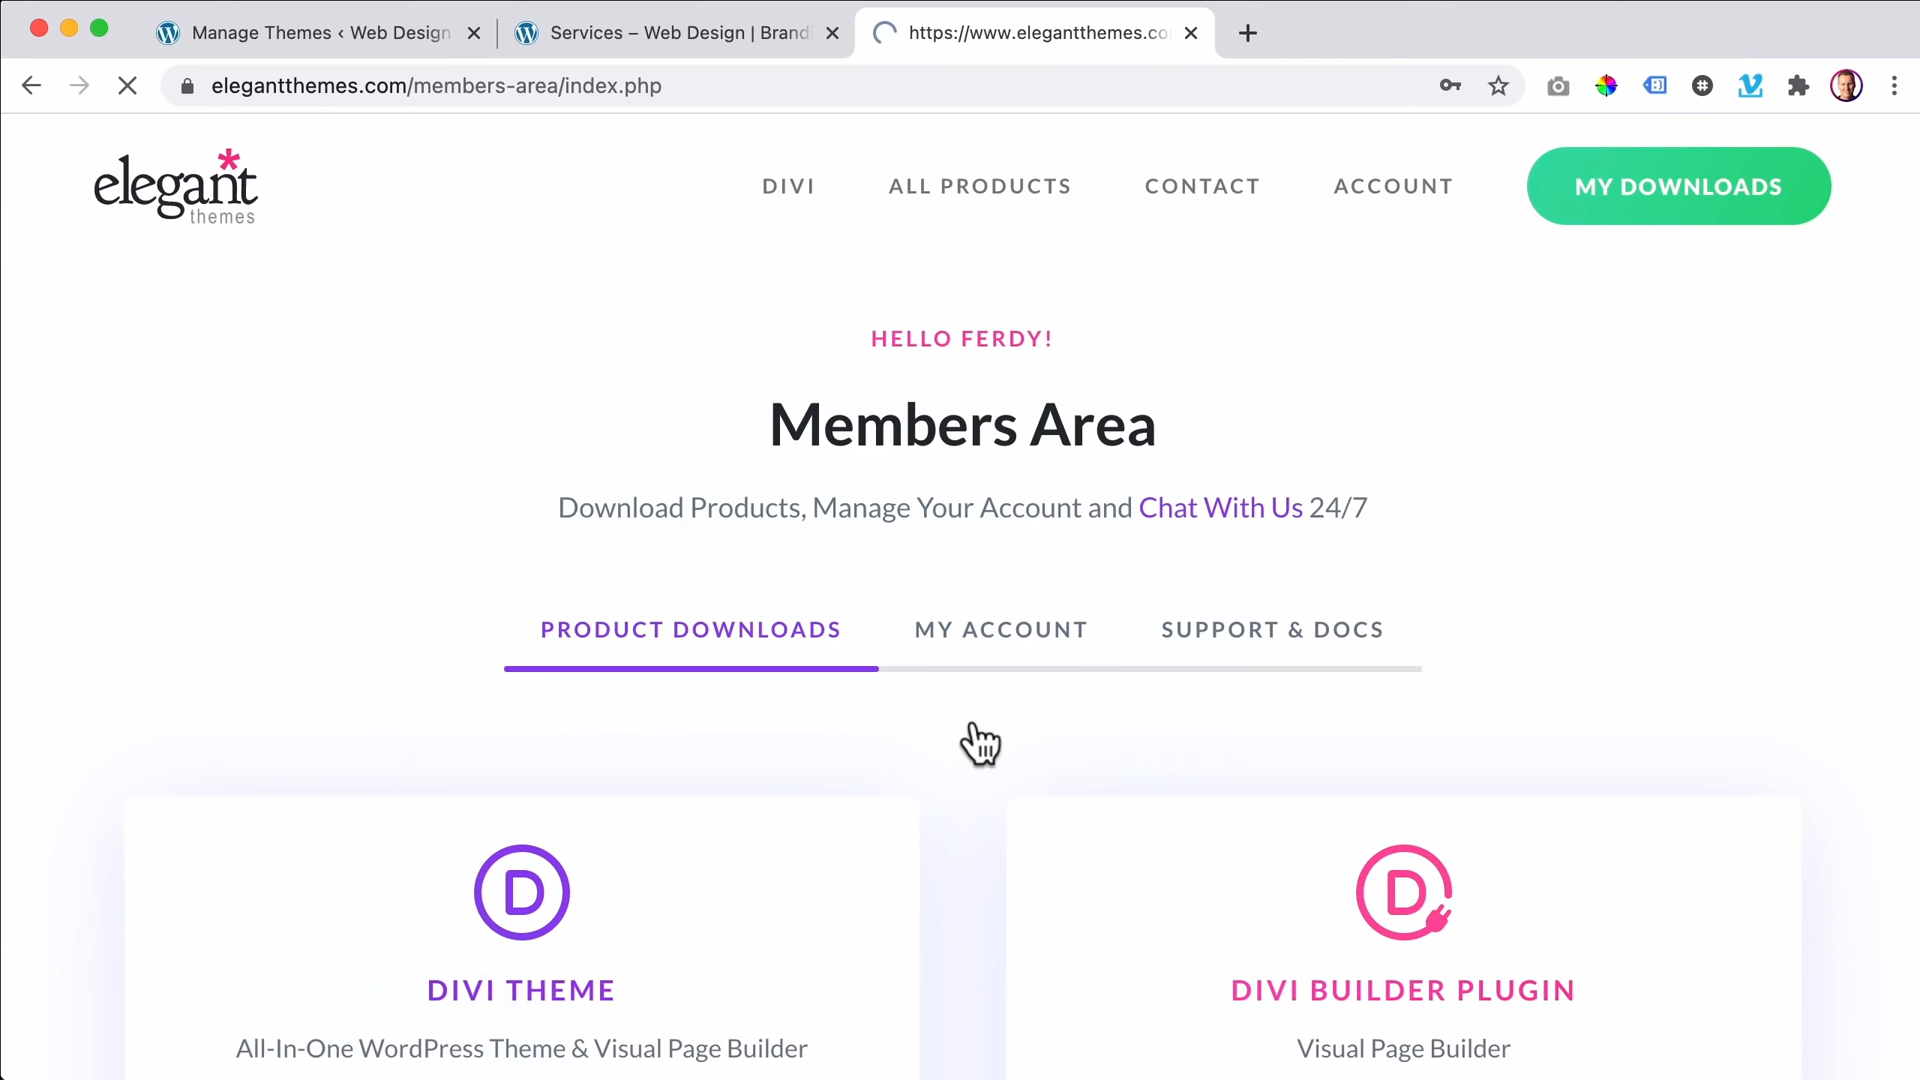 Manage Themes ‹ Web Design
Services – Web Design | Brand
https://www.elegantthemes.co
elegantthemes.com/members-area/index.php
elegant
themes
DIVI
ALL PRODUCTS
CONTACT
ACCOUNT
MY DOWNLOADS
HELLO FERDY!
Members Area
Download Products, Manage Your Account and Chat With Us 24/7
PRODUCT DOWNLOADS
MY ACCOUNT
SUPPORT & DOCS
D
DIVI THEME
All-In-One WordPress Theme & Visual Page Builder
D
DIVI BUILDER PLUGIN
Visual Page Builder